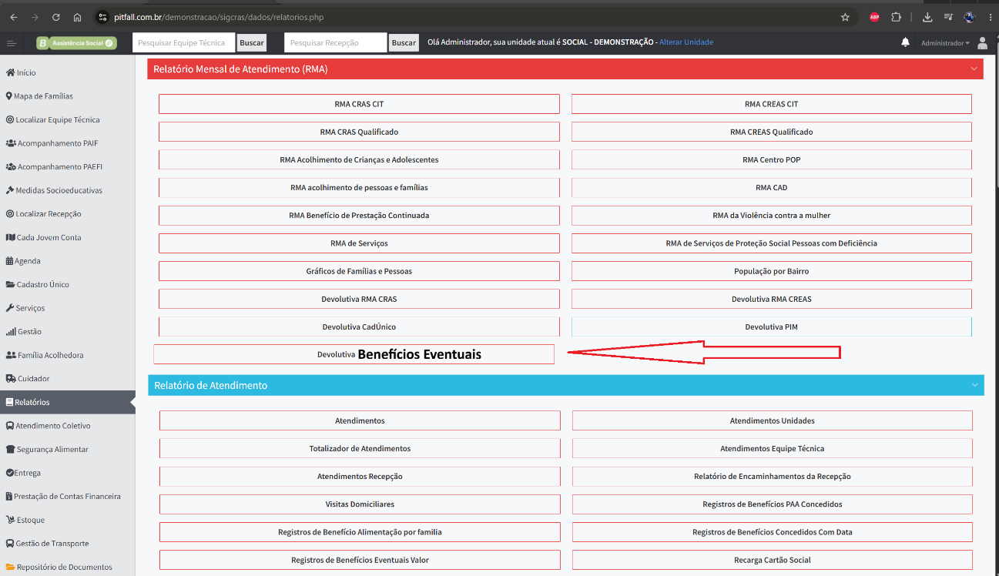 pitfall.com.br/demonstracao/sigcras/dados/relatorios.php
ABP
B Assistência Social
Pesquisar Equipe Técnica
Buscar
Pesquisar Recepção
Buscar
Olá Administrador, sua unidade atual é SOCIAL - DEMONSTRAÇÃO - Alterar Unidade
Administrador
Início
Mapa de Famílias
Localizar Equipe Técnica
Acompanhamento PAIF
Acompanhamento PAEFI
Medidas Socioeducativas
Localizar Recepção
Cada Jovem Conta
Agenda
Cadastro Único
Serviços
Gestão
Família Acolhedora
Cuidador
Relatórios
Atendimento Coletivo
Segurança Alimentar
Entrega
Prestação de Contas Financeira
Estoque
Gestão de Transporte
Repositório de Documentos
Relatório Mensal de Atendimento (RMA)
RMA CRAS CIT
RMA CREAS CIT
RMA CRAS Qualificado
RMA CREAS Qualificado
RMA Acolhimento de Crianças e Adolescentes
RMA Centro POP
RMA acolhimento de pessoas e famílias
RMA CAD
RMA Benefício de Prestação Continuada
RMA da Violência contra a mulher
RMA de Serviços
RMA de Serviços de Proteção Social Pessoas com Deficiência
Gráficos de Famílias e Pessoas
População por Bairro
Devolutiva RMA CRAS
Devolutiva RMA CREAS
Devolutiva CadÚnico
Devolutiva PIM
Devolutiva Benefícios Eventuais
Relatório de Atendimento
Atendimentos
Atendimentos Unidades
Totalizador de Atendimentos
Atendimentos Equipe Técnica
Atendimentos Recepção
Relatório de Encaminhamentos da Recepção
Visitas Domiciliares
Registros de Benefícios PAA Concedidos
Registros de Benefício Alimentação por familia
Registros de Benefícios Concedidos Com Data
Registros de Benefícios Eventuais Valor
Recarga Cartão Social